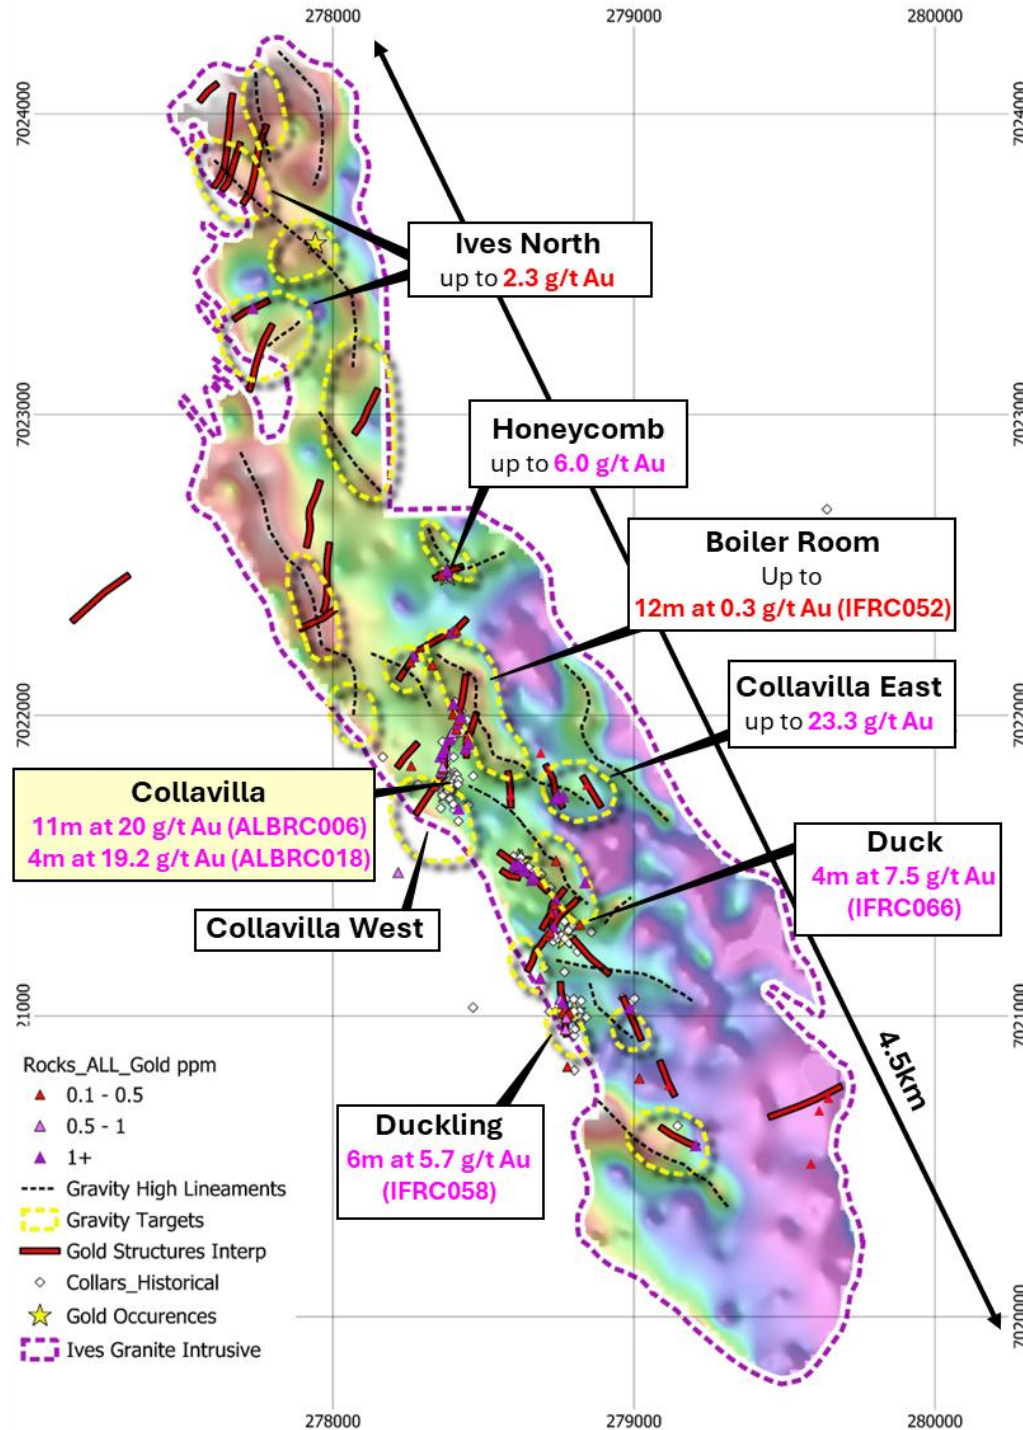 278000
279000
280000
7024000
7024000
Ives North
up to 2.3 g/t Au
7023000
7023000
Honeycomb
up to 6.0 g/t Au
Boiler Room
Up to
12m at 0.3 g/t Au (IFRC052)
Collavilla East
up to 23.3 g/t Au
7022000
7022000
Collavilla
11m at 20 g/t Au (ALBRC006)
4m at 19.2 g/t Au (ALBRC018)
Duck
4m at 7.5 g/t Au
(IFRC066)
Collavilla West
21000
7021000
4.5km
Duckling
6m at 5.7 g/t Au
(IFRC058)
Rocks_ALL_Gold ppm
0.1 - 0.5
0.5 - 1
1+
Gravity High Lineaments
Gravity Targets
Gold Structures Interp
Collars_Historical
Gold Occurences
Ives Granite Intrusive
7020000
278000
279000
280000